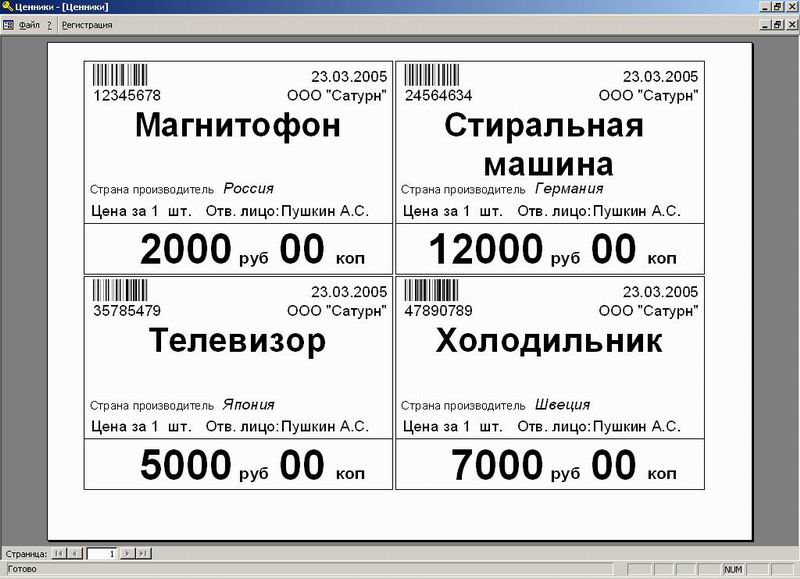 Ценники - [Ценники]
Файл ? Регистрация
23.03.2005
12345678 ООО "Сатурн"
Магнитофон
Страна производитель Россия
Цена за 1 шт. Отв. лицо: Пушкин А.С.
2000 руб 00 коп
23.03.2005
24564634 ООО "Сатурн"
Стиральная
машина
Страна производитель Германия
Цена за 1 шт. Отв. лицо: Пушкин А.С.
12000 руб 00 коп
23.03.2005
35785479 ООО "Сатурн"
Телевизор
Страна производитель Япония
Цена за 1 шт. Отв. лицо: Пушкин А.С.
5000 руб 00 коп
23.03.2005
47890789 ООО "Сатурн"
Холодильник
Страна производитель Швеция
Цена за 1 шт. Отв. лицо: Пушкин А.С.
7000 руб 00 коп
Страница: 1
Готово NUM